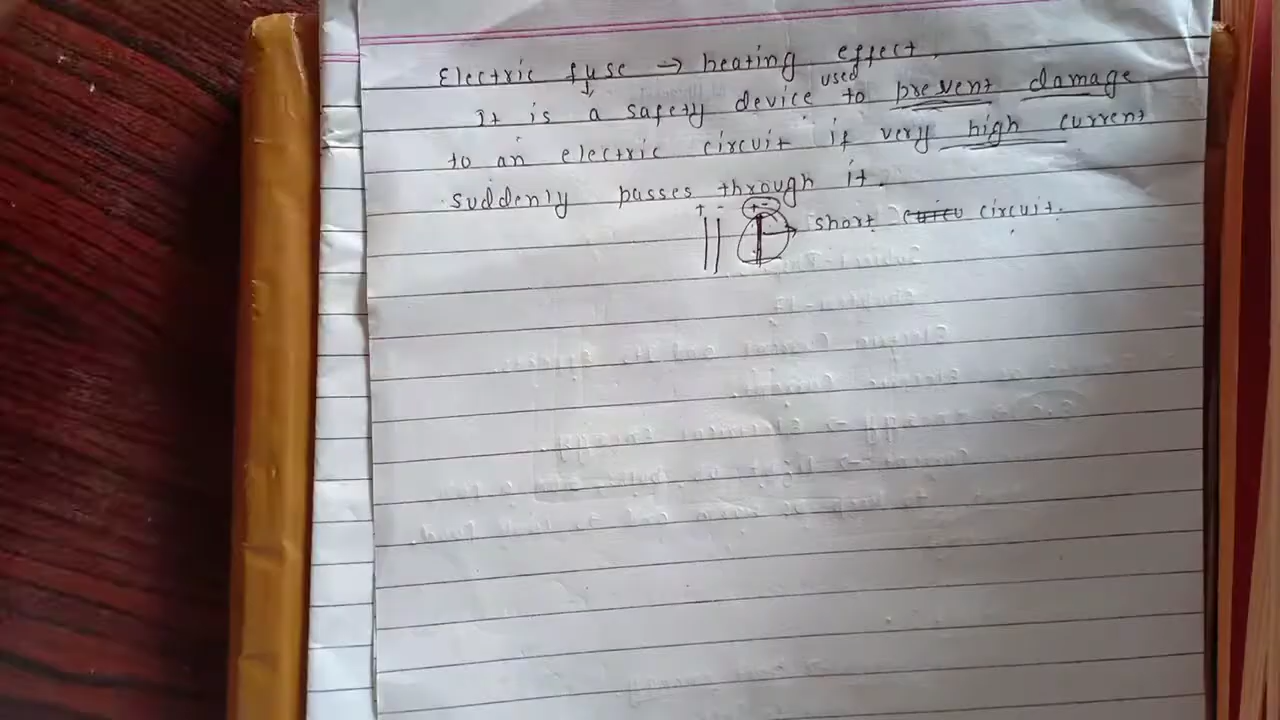 Electric fuse → heating effect.
↓
It is a safety device used to prevent damage
to an electric circuit if very high current
suddenly passes through it.
+ - + - short circuit.